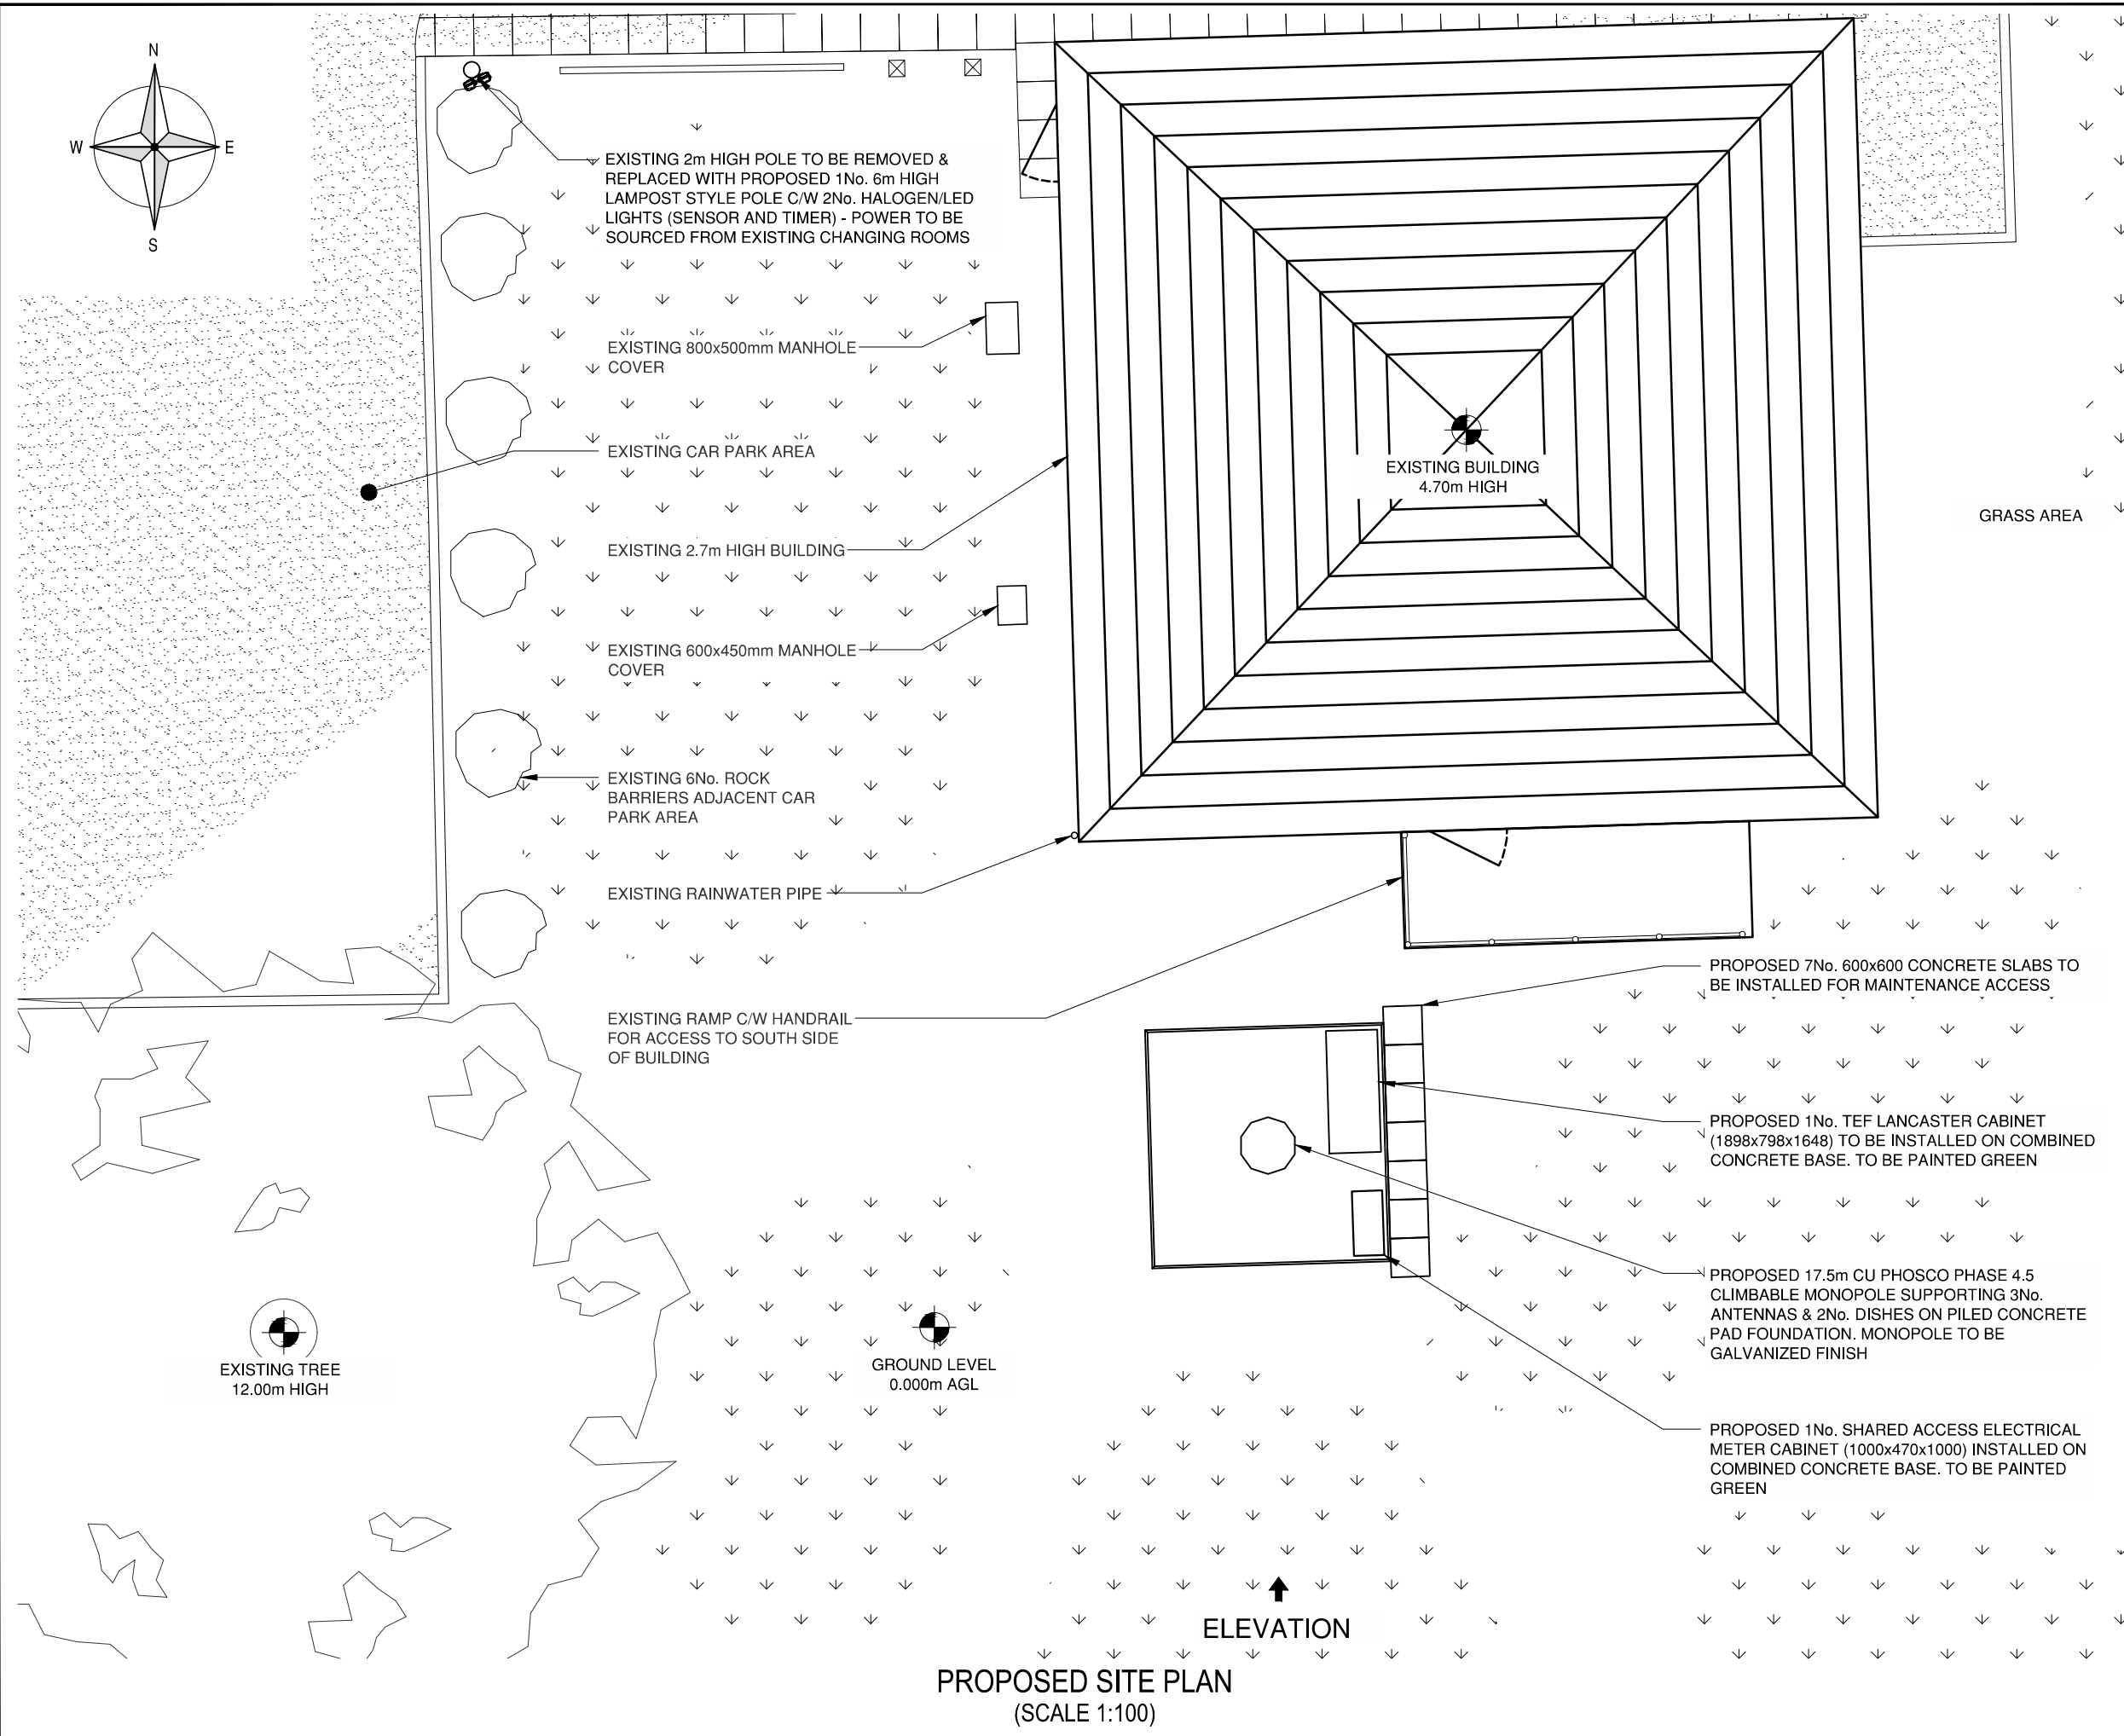 N
W
E
S
EXISTING 2m HIGH POLE TO BE REMOVED &
REPLACED WITH PROPOSED 1No. 6m HIGH
LAMPOST STYLE POLE C/W 2No. HALOGEN/LED
LIGHTS (SENSOR AND TIMER) - POWER TO BE
SOURCED FROM EXISTING CHANGING ROOMS
EXISTING 800x500mm MANHOLE
COVER
EXISTING CAR PARK AREA
EXISTING BUILDING
4.70m HIGH
GRASS AREA
EXISTING 2.7m HIGH BUILDING
EXISTING 600x450mm MANHOLE
COVER
EXISTING 6No. ROCK
BARRIERS ADJACENT CAR
PARK AREA
EXISTING RAINWATER PIPE
EXISTING RAMP C/W HANDRAIL
FOR ACCESS TO SOUTH SIDE
OF BUILDING
PROPOSED 7No. 600x600 CONCRETE SLABS TO
BE INSTALLED FOR MAINTENANCE ACCESS
PROPOSED 1No. TEF LANCASTER CABINET
(1898x798x1648) TO BE INSTALLED ON COMBINED
CONCRETE BASE. TO BE PAINTED GREEN
PROPOSED 17.5m CU PHOSCO PHASE 4.5
CLIMBABLE MONOPOLE SUPPORTING 3No.
ANTENNAS & 2No. DISHES ON PILED CONCRETE
PAD FOUNDATION. MONOPOLE TO BE
GALVANIZED FINISH
EXISTING TREE
12.00m HIGH
GROUND LEVEL
0.000m AGL
PROPOSED 1No. SHARED ACCESS ELECTRICAL
METER CABINET (1000x470x1000) INSTALLED ON
COMBINED CONCRETE BASE. TO BE PAINTED
GREEN
ELEVATION
PROPOSED SITE PLAN
(SCALE 1:100)